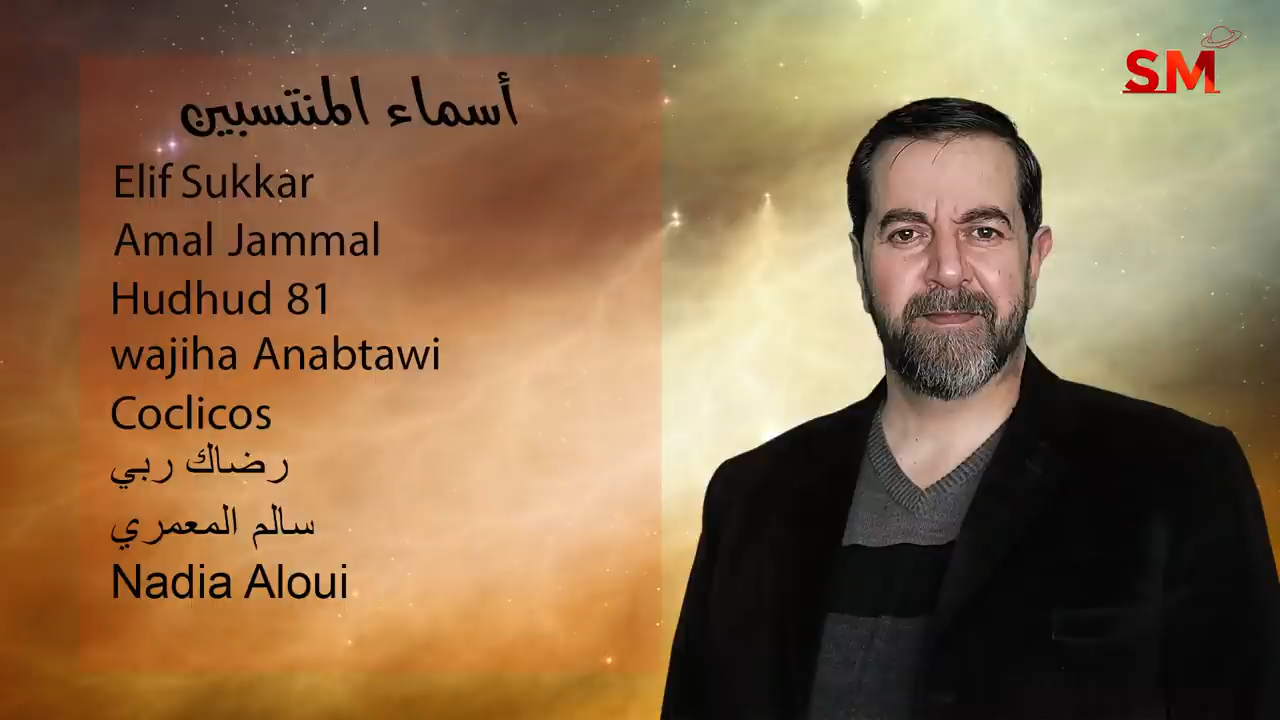 SM
أسماء المنتسبين
Elif Sukkar
Amal Jammal
Hudhud 81
wajiha Anabtawi
Coclicos
رضاك ربي
سالم المعمري
Nadia Aloui